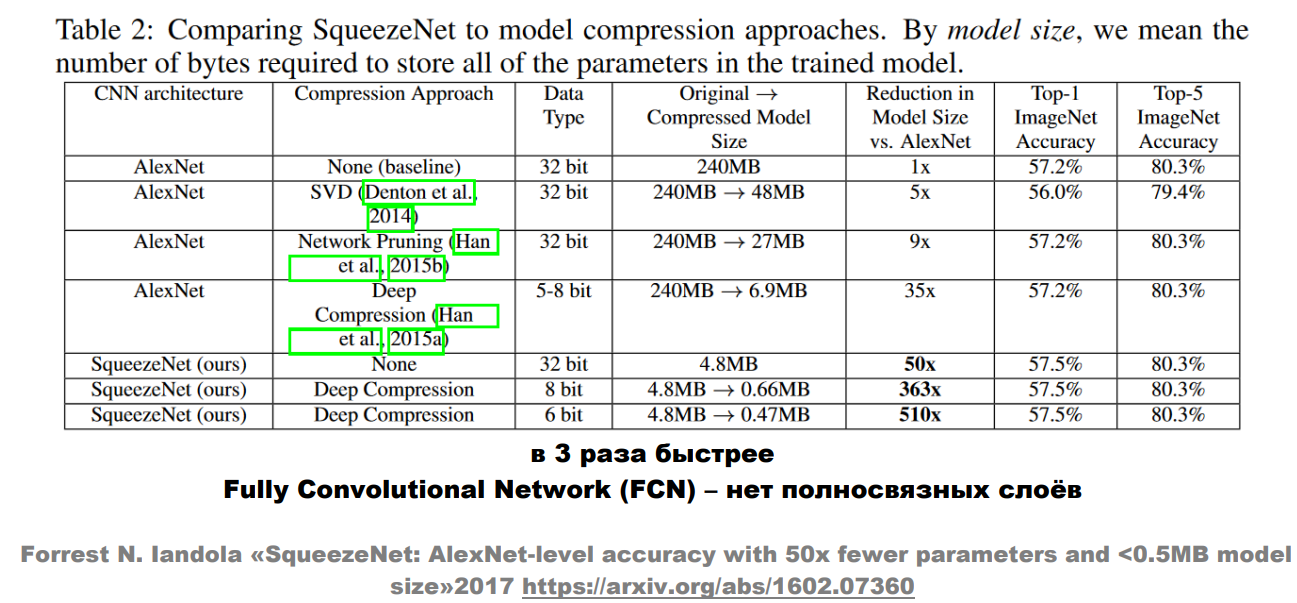 Table 2: Comparing SqueezeNet to model compression approaches. By model size, we mean the
number of bytes required to store all of the parameters in the trained model.
CNN architecture | Compression Approach | Data Type | Original → Compressed Model Size | Reduction in Model Size vs. AlexNet | Top-1 ImageNet Accuracy | Top-5 ImageNet Accuracy
AlexNet | None (baseline) | 32 bit | 240MB | 1x | 57.2% | 80.3%
AlexNet | SVD (Denton et al., 2014) | 32 bit | 240MB → 48MB | 5x | 56.0% | 79.4%
AlexNet | Network Pruning (Han et al., 2015b) | 32 bit | 240MB → 27MB | 9x | 57.2% | 80.3%
AlexNet | Deep Compression (Han et al., 2015a) | 5-8 bit | 240MB → 6.9MB | 35x | 57.2% | 80.3%
SqueezeNet (ours) | None | 32 bit | 4.8MB | 50x | 57.5% | 80.3%
SqueezeNet (ours) | Deep Compression | 8 bit | 4.8MB → 0.66MB | 363x | 57.5% | 80.3%
SqueezeNet (ours) | Deep Compression | 6 bit | 4.8MB → 0.47MB | 510x | 57.5% | 80.3%
в 3 раза быстрее
Fully Convolutional Network (FCN) – нет полносвязных слоёв
Forrest N. Iandola «SqueezeNet: AlexNet-level accuracy with 50x fewer parameters and <0.5MB model
size»2017 https://arxiv.org/abs/1602.07360